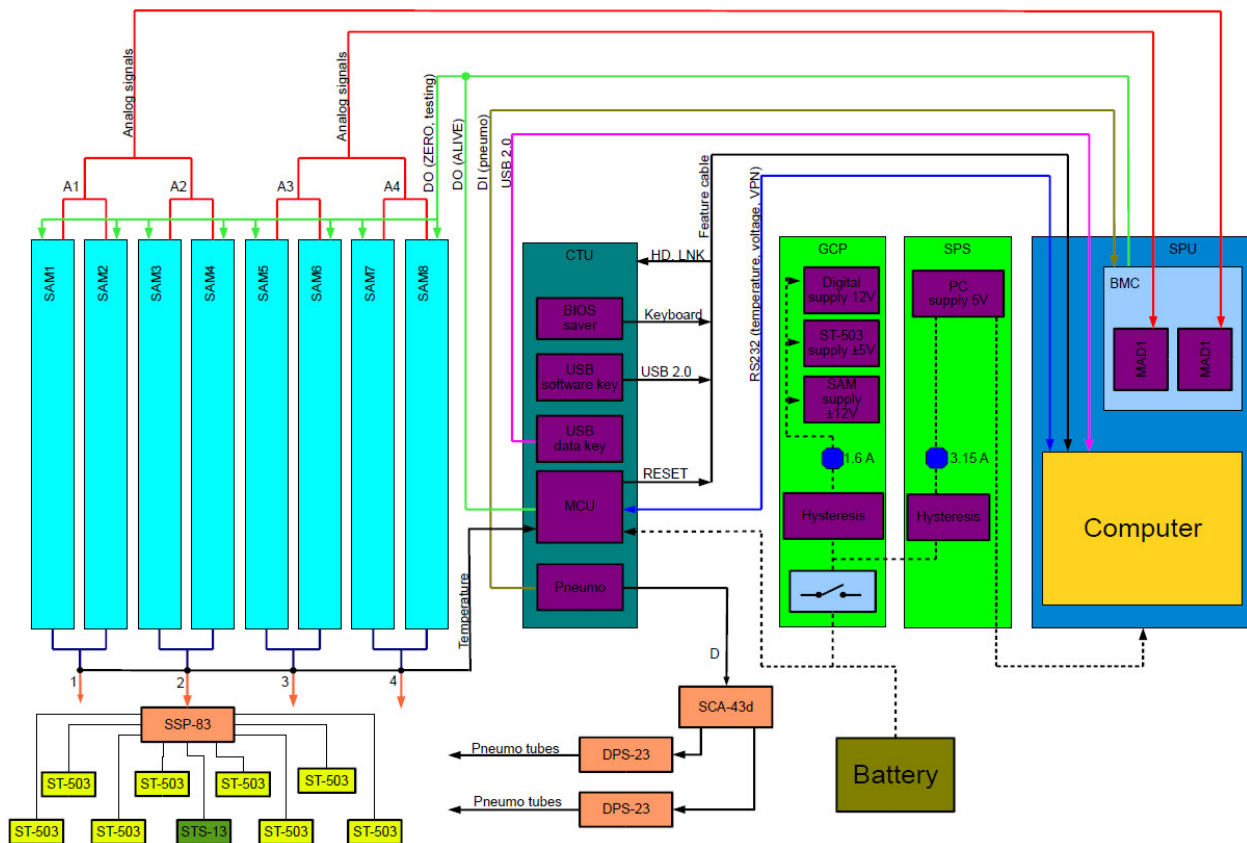 Analog signals
Analog signals
DO (ZERO, testing)
DO (ALIVE)
DI (pneumo)
USB 2.0
Feature cable
RS232 (temperature, voltage, VPN)
A1
A2
A3
A4
SAM1
SAM2
SAM3
SAM4
SAM5
SAM6
SAM7
SAM8
CTU
HD, LNK
BIOS
saver
Keyboard
USB
software key
USB 2.0
USB
data key
MCU
RESET
Pneumo
GCP
Digital
supply 12V
ST-503
supply ±5V
SAM
supply
±12V
1.6 A
Hysteresis
SPS
PC
supply 5V
3.15 A
Hysteresis
SPU
BMC
MAD1
MAD1
Computer
Temperature
1
2
3
4
D
SSP-83
SCA-43d
ST-503
ST-503
ST-503
ST-503
ST-503
ST-503
STS-13
ST-503
ST-503
Pneumo tubes
DPS-23
Pneumo tubes
DPS-23
Battery